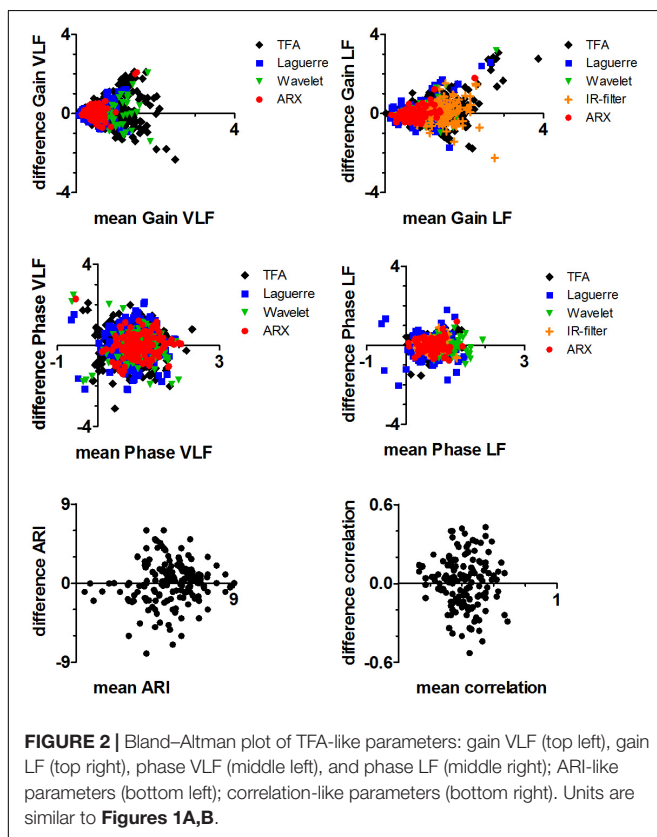 4
difference Gain VLF
0
-4
4
mean Gain VLF
TFA
Laguerre
Wavelet
ARX
4
difference Gain LF
0
-4
4
mean Gain LF
TFA
Laguerre
Wavelet
IR-filter
ARX
4
difference Phase VLF
-1
3
-4
mean Phase VLF
TFA
Laguerre
Wavelet
ARX
4
difference Phase LF
-1
3
-4
mean Phase LF
TFA
Laguerre
Wavelet
IR-filter
ARX
9
difference ARI
0
-9
9
mean ARI
0.6
difference correlation
0.0
-0.6
1
mean correlation
FIGURE 2 | Bland–Altman plot of TFA-like parameters: gain VLF (top left), gain
LF (top right), phase VLF (middle left), and phase LF (middle right); ARI-like
parameters (bottom left); correlation-like parameters (bottom right). Units are
similar to Figures 1A,B.